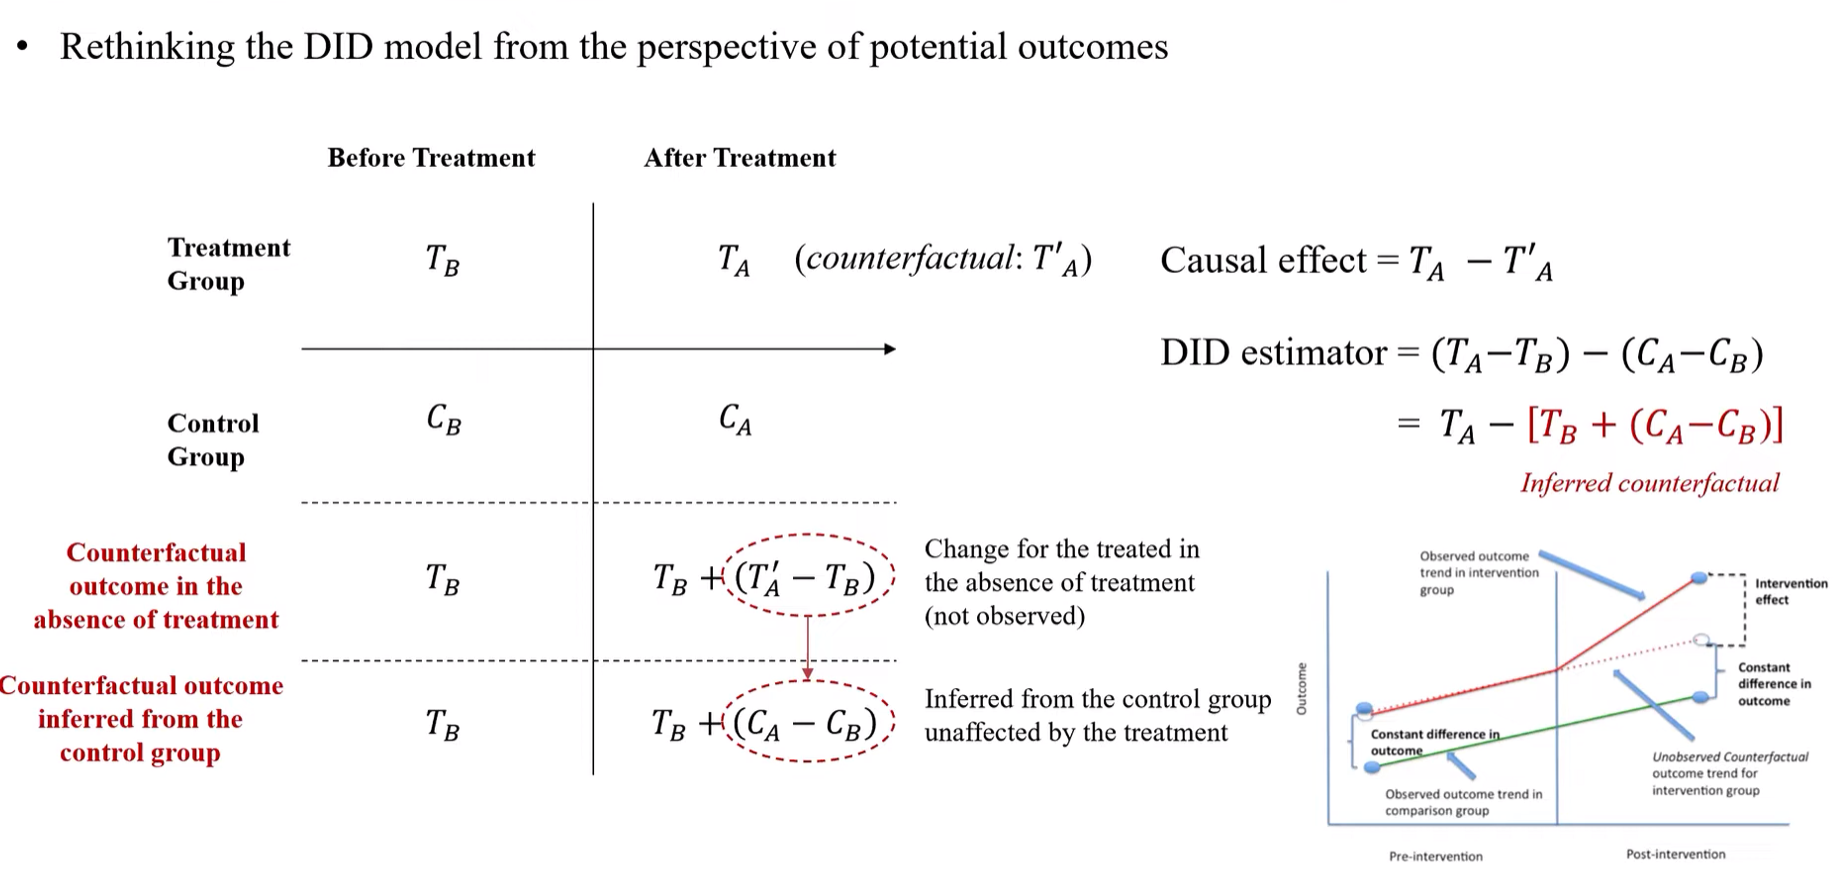 • Rethinking the DID model from the perspective of potential outcomes
Before Treatment
After Treatment
Treatment
Group
T_B
T_A (counterfactual: T'_A)
Causal effect = T_A − T'_A
DID estimator = (T_A−T_B) − (C_A−C_B)
= T_A − [T_B + (C_A−C_B)]
Inferred counterfactual
Control
Group
C_B
C_A
Counterfactual
outcome in the
absence of treatment
T_B
T_B + (T'_A − T_B)
Change for the treated in
the absence of treatment
(not observed)
Counterfactual outcome
inferred from the
control group
T_B
T_B + (C_A − C_B)
Inferred from the control group
unaffected by the treatment
Observed outcome
trend in intervention
group
Intervention
effect
Constant
difference in
outcome
Outcome
Constant difference in
outcome
Unobserved Counterfactual
outcome trend for
intervention group
Observed outcome trend in
comparison group
Pre-intervention
Post-intervention